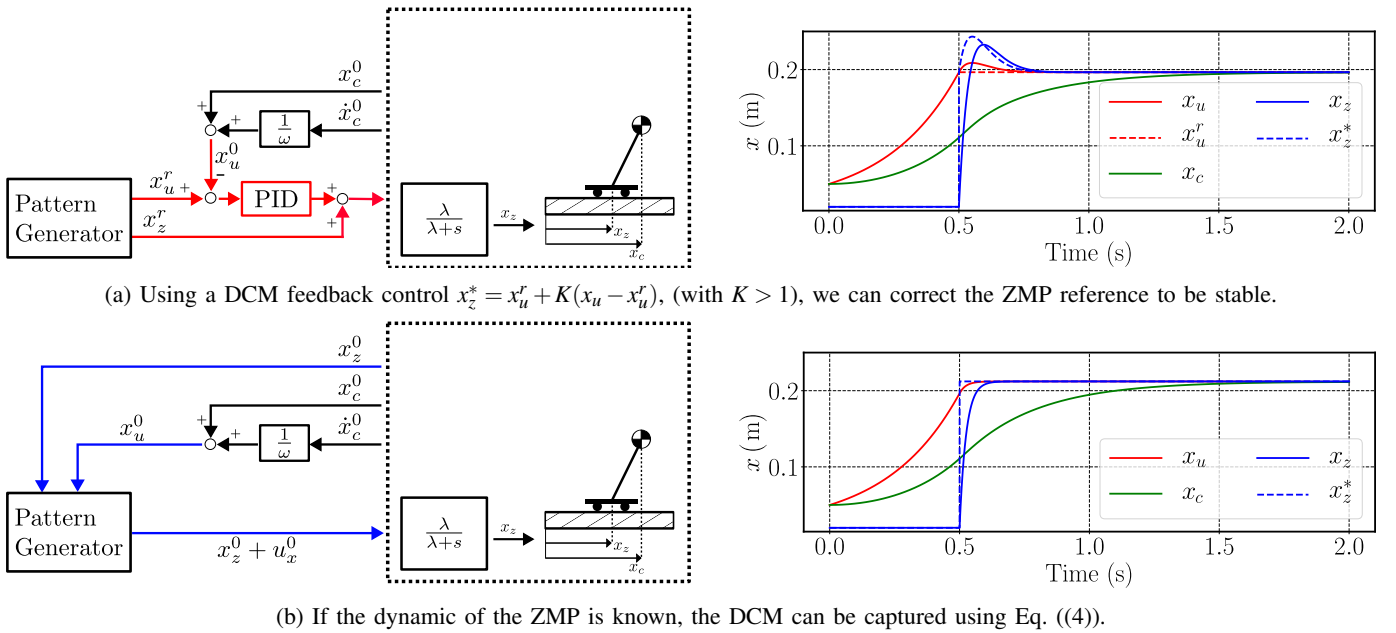 x_c^0
ẋ_c^0
+
+
1/ω
x_u^0
-
Pattern
Generator
x_u^r
+
x_z^r
PID
+
+
λ/(λ+s)
x_z
x_z
x_c
x (m)
0.2
0.1
x_u
x_u^r
x_c
x_z
x_z^*
0.0 0.5 1.0 1.5 2.0
Time (s)
(a) Using a DCM feedback control x_z^* = x_u^r + K(x_u − x_u^r), (with K > 1), we can correct the ZMP reference to be stable.
x_z^0
x_c^0
ẋ_c^0
+
+
1/ω
x_u^0
Pattern
Generator
x_z^0 + u_x^0
λ/(λ+s)
x_z
x_z
x_c
x (m)
0.2
0.1
x_u
x_c
x_z
x_z^*
0.0 0.5 1.0 1.5 2.0
Time (s)
(b) If the dynamic of the ZMP is known, the DCM can be captured using Eq. ((4)).